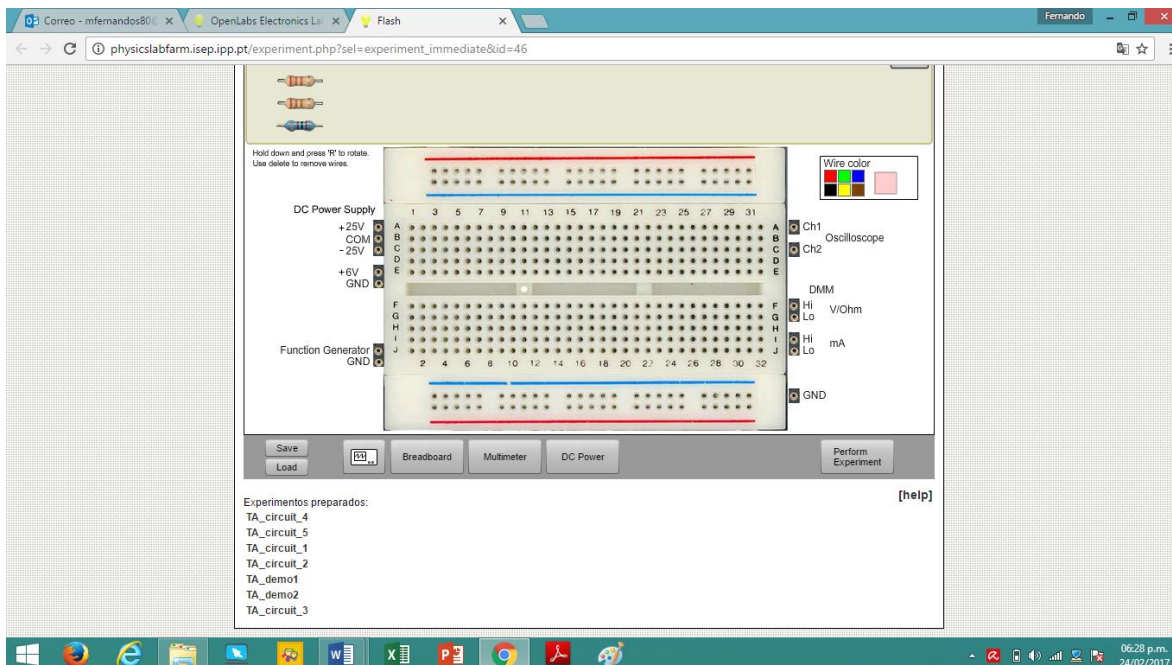 Correo - mfernandos80@
OpenLabs Electronics La
Flash
Fernando
physicslabfarm.isep.ipp.pt/experiment.php?sel=experiment_immediate&id=46
Hold down and press 'R' to rotate.
Use delete to remove wires.
Wire color
DC Power Supply
+25V
COM
- 25V
+6V
GND
Function Generator
GND
1 3 5 7 9 11 13 15 17 19 21 23 25 27 29 31
A A
B B
C C
D D
E E
F F
G G
H H
I I
J J
2 4 6 8 10 12 14 16 18 20 22 24 26 28 30 32
Ch1
Oscilloscope
Ch2
DMM
Hi
V/Ohm
Lo
Hi
mA
Lo
GND
Save
Load
Breadboard
Multimeter
DC Power
Perform
Experiment
Experimentos preparados:
[help]
TA_circuit_4
TA_circuit_5
TA_circuit_1
TA_circuit_2
TA_demo1
TA_demo2
TA_circuit_3
06:28 p.m.
24/02/2017